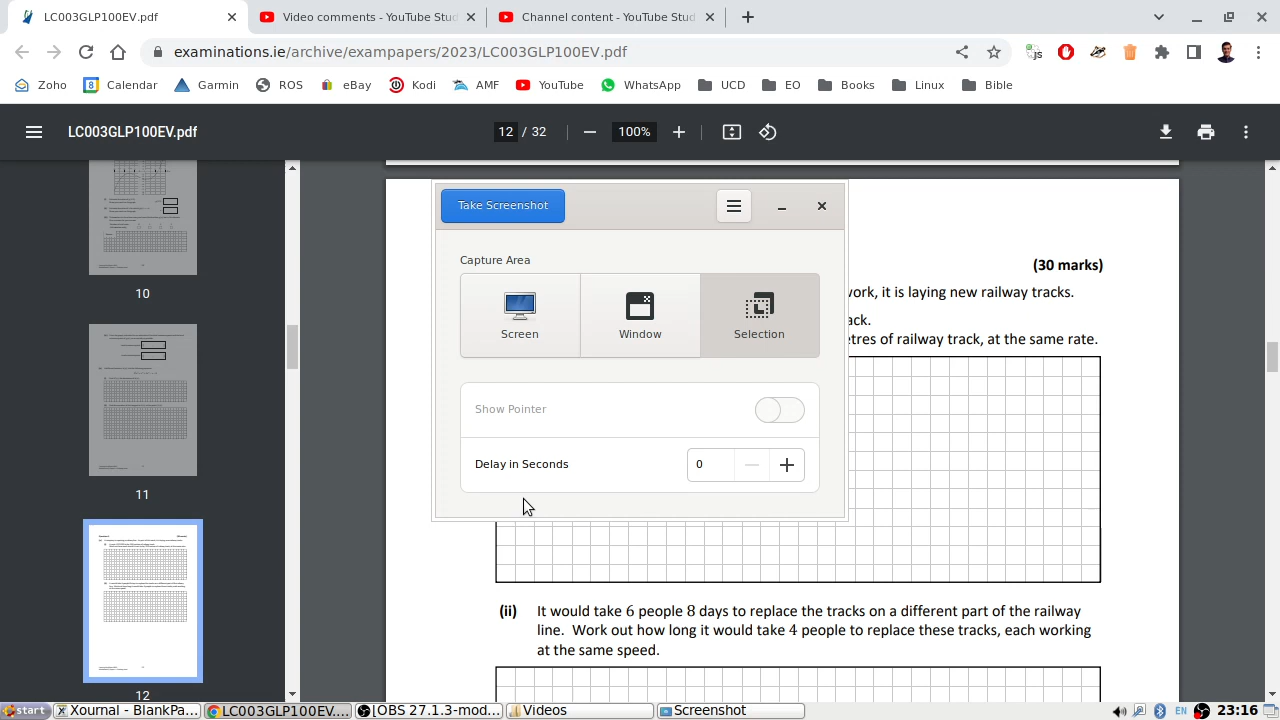 LC003GLP100EV.pdf
Video comments - YouTube Stud
Channel content - YouTube Stud
examinations.ie/archive/exampapers/2023/LC003GLP100EV.pdf
Zoho
Calendar
Garmin
ROS
eBay
Kodi
AMF
YouTube
WhatsApp
UCD
EO
Books
Linux
Bible
LC003GLP100EV.pdf
12 / 32
100%
10
11
12
Take Screenshot
Capture Area
Screen
Window
Selection
Show Pointer
Delay in Seconds
0
(30 marks)
work, it is laying new railway tracks.
ack.
etres of railway track, at the same rate.
(ii) It would take 6 people 8 days to replace the tracks on a different part of the railway
line. Work out how long it would take 4 people to replace these tracks, each working
at the same speed.
start
Xournal - BlankPa...
LC003GLP100EV....
[OBS 27.1.3-mod...
Videos
Screenshot
EN
23:16